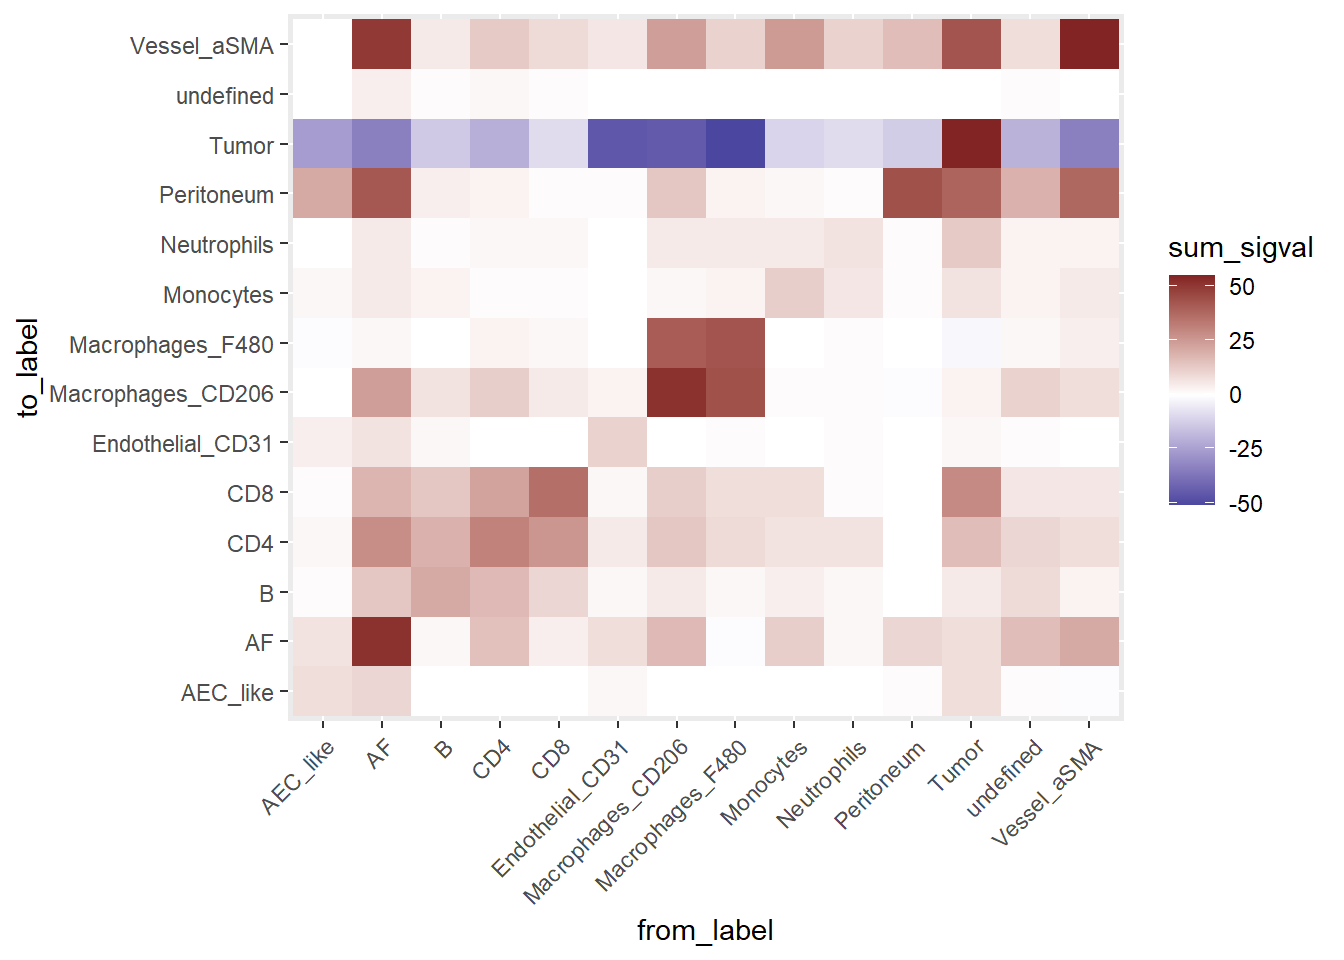 Vessel_aSMA
undefined
Tumor
Peritoneum
Neutrophils
Monocytes
Macrophages_F480
Macrophages_CD206
Endothelial_CD31
CD8
CD4
B
AF
AEC_like
to_label
AEC_like
AF
B
CD4
CD8
Endothelial_CD31
Macrophages_CD206
Macrophages_F480
Monocytes
Neutrophils
Peritoneum
Tumor
undefined
Vessel_aSMA
from_label
sum_sigval
50
25
0
-25
-50